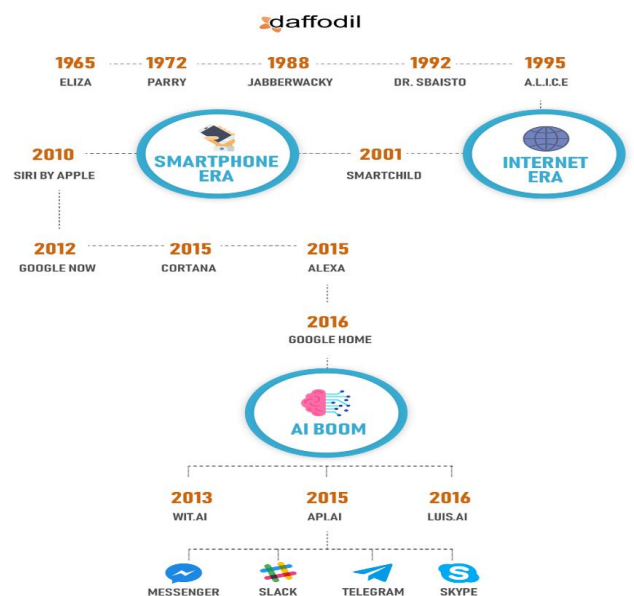 daffodil
1965 1972 1988 1992 1995
ELIZA PARRY JABBERWACKY DR. SBAISTO A.L.I.C.E
2010 SMARTPHONE ERA 2001 INTERNET ERA
SIRI BY APPLE SMARTCHILD
2012 2015 2015
GOOGLE NOW CORTANA ALEXA
2016
GOOGLE HOME
AI BOOM
2013 2015 2016
WIT.AI API.AI LUIS.AI
MESSENGER SLACK TELEGRAM SKYPE